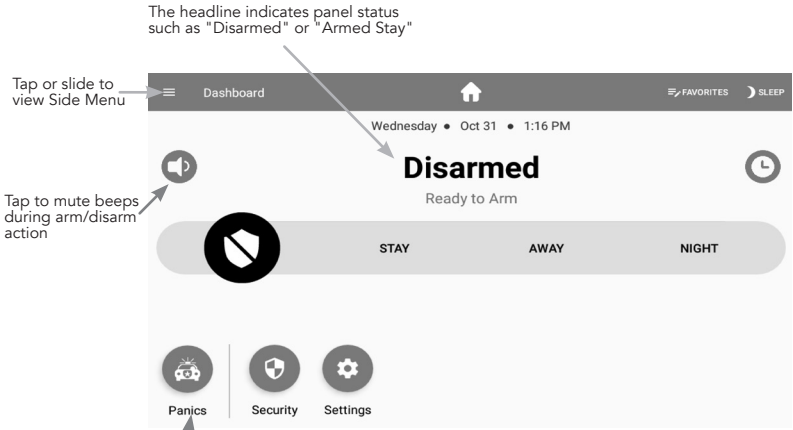 The headline indicates panel status
such as "Disarmed" or "Armed Stay"
Tap or slide to
view Side Menu
Dashboard
FAVORITES
SLEEP
Wednesday ● Oct 31 ● 1:16 PM
Disarmed
Ready to Arm
Tap to mute beeps
during arm/disarm
action
STAY
AWAY
NIGHT
Panics
Security
Settings